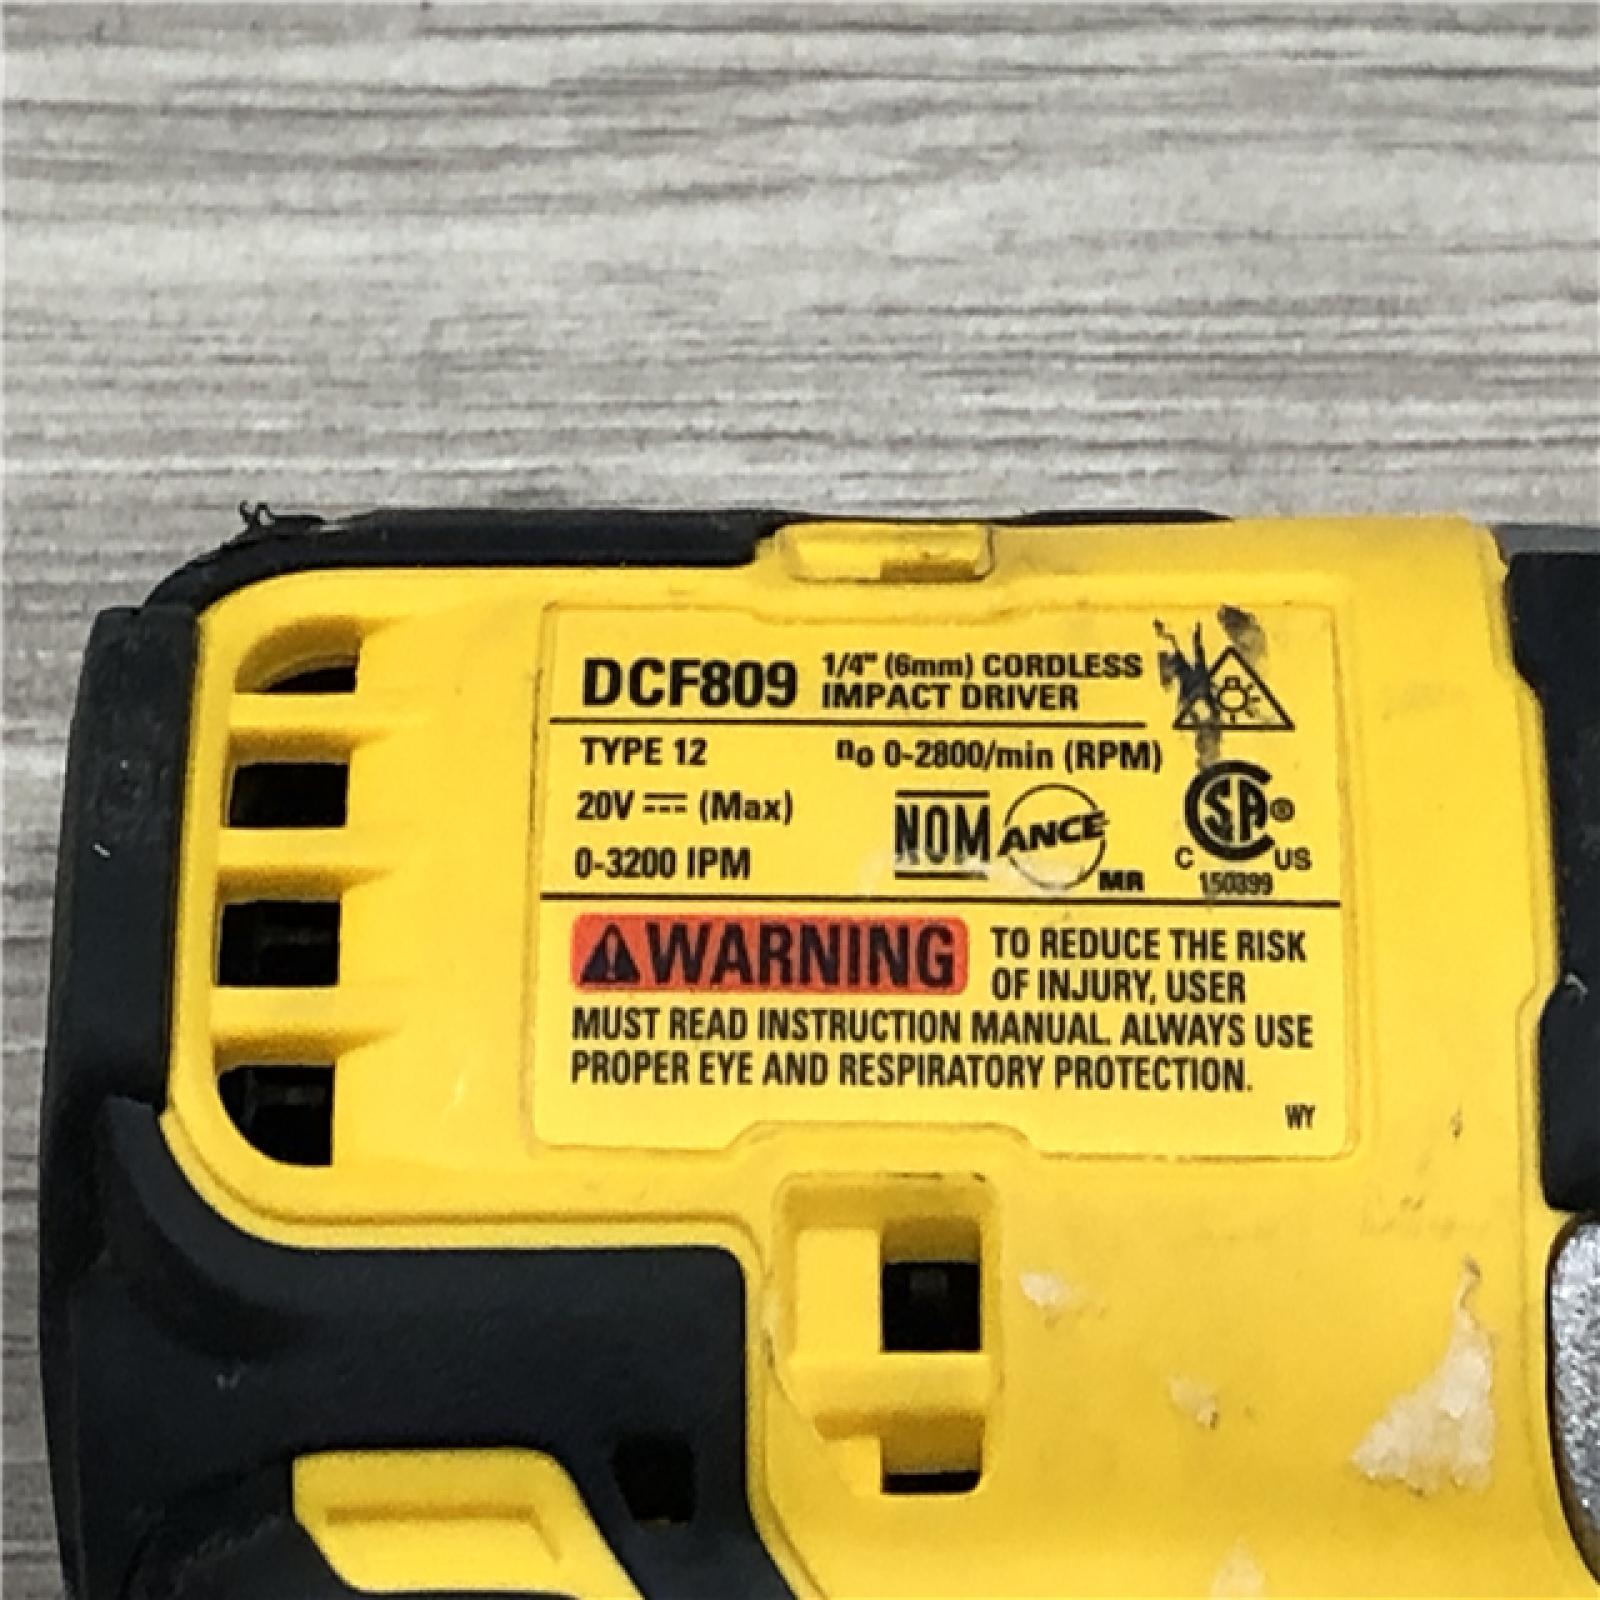 DCF809 1/4" (6mm) CORDLESS
IMPACT DRIVER
TYPE 12 no 0-2800/min (RPM)
20V (Max)
0-3200 IPM
NOM ANCE MR
CSA ®
C US
150399
WARNING TO REDUCE THE RISK
OF INJURY, USER
MUST READ INSTRUCTION MANUAL. ALWAYS USE
PROPER EYE AND RESPIRATORY PROTECTION.
WY